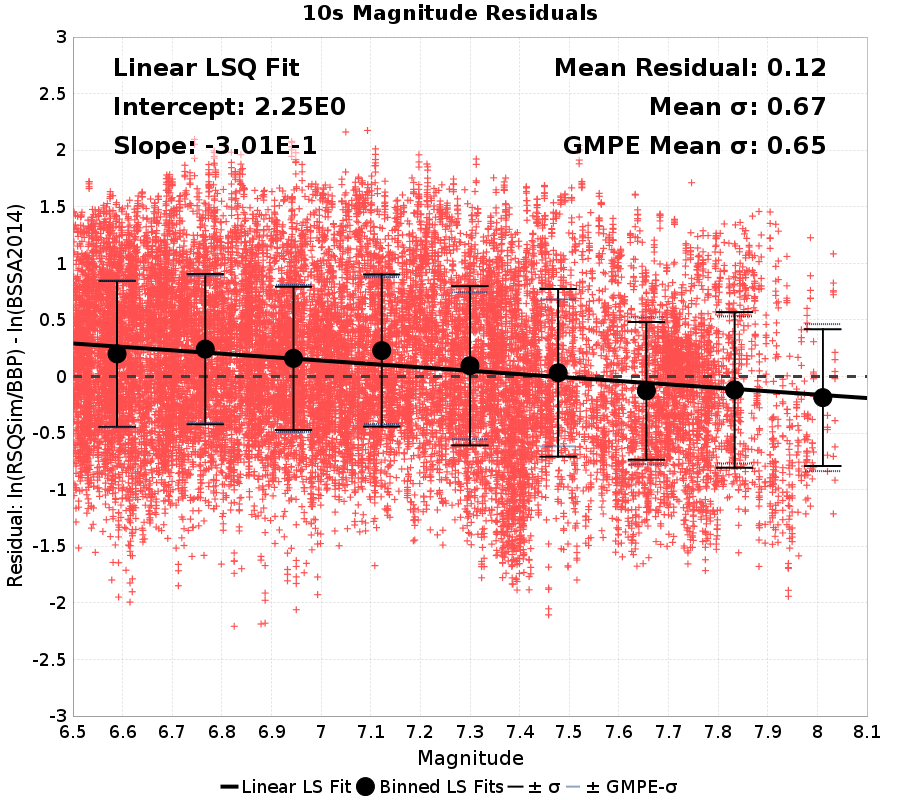 10s Magnitude Residuals
Linear LSQ Fit
Intercept: 2.25E0
Slope: -3.01E-1
Mean Residual: 0.12
Mean σ: 0.67
GMPE Mean σ: 0.65
Residual: ln(RSQSim/BBP) - ln(BSSA2014)
3
2.5
2
1.5
1
0.5
0
-0.5
-1
-1.5
-2
-2.5
-3
6.5 6.6 6.7 6.8 6.9 7 7.1 7.2 7.3 7.4 7.5 7.6 7.7 7.8 7.9 8 8.1
Magnitude
Linear LS Fit Binned LS Fits ± σ ± GMPE-σ